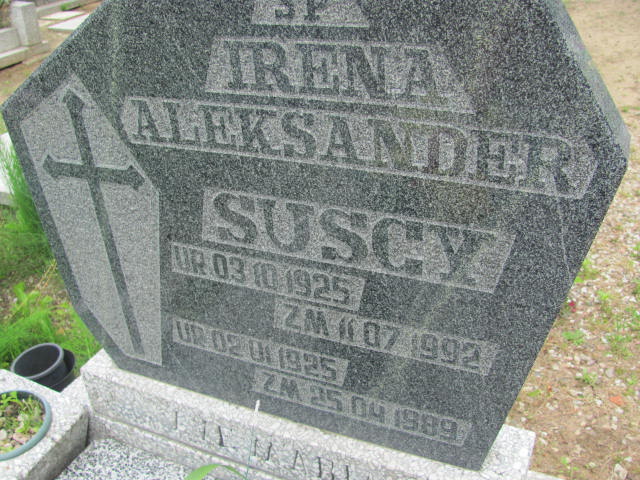 ŚP
IRENA
ALEKSANDER
SUSCY
UR 03 10 1925
ZM 11 07 1992
UR 02 01 1925
ZM 25 04 1989